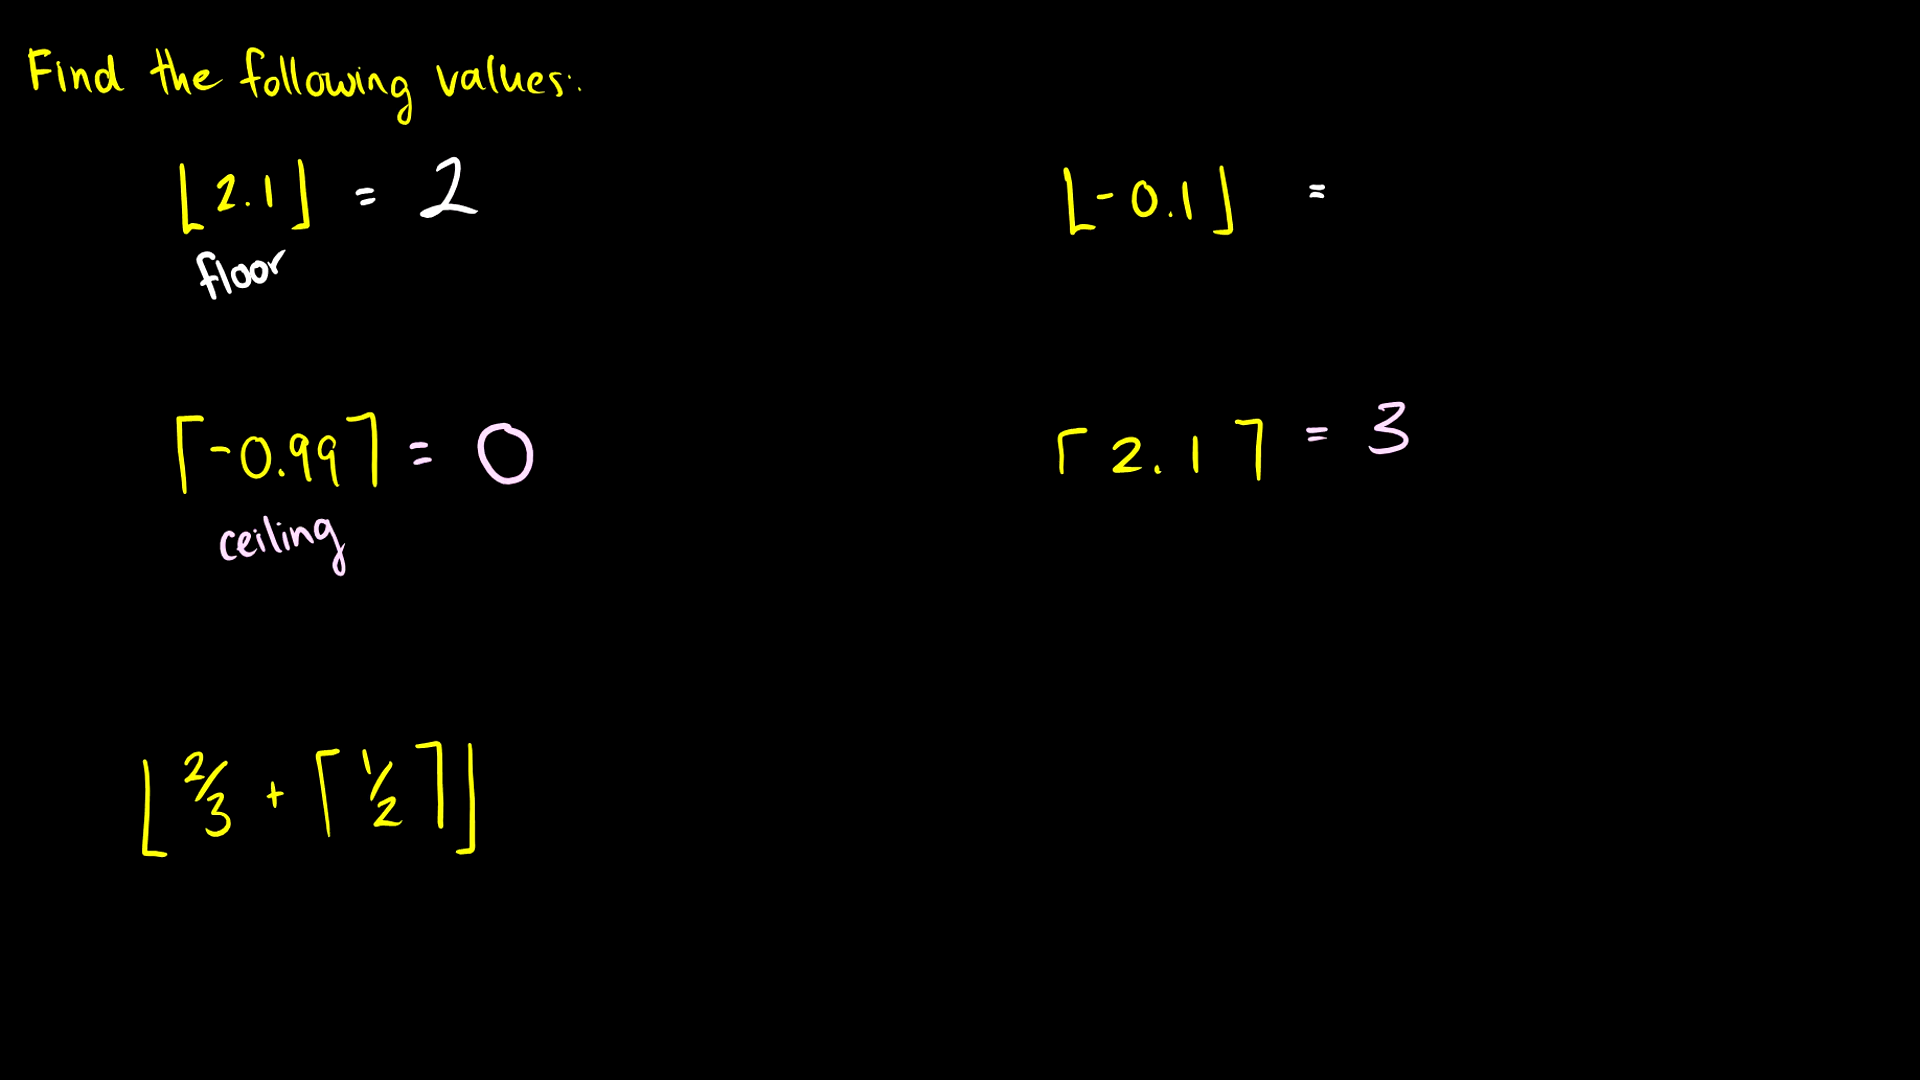 Find the following values:
⌊2.1⌋ = 2
floor
⌊-0.1⌋ =
⌈-0.99⌉ = 0
ceiling
⌈2.1⌉ = 3
⌊2/3 + ⌈1/2⌉⌋